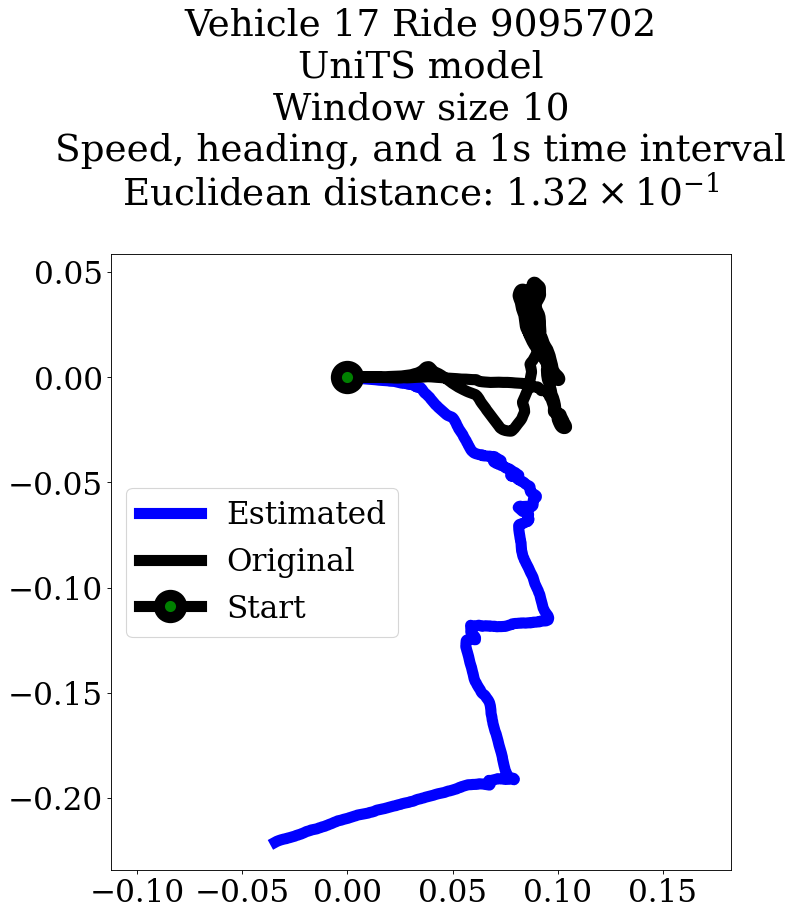 Vehicle 17 Ride 9095702
UniTS model
Window size 10
Speed, heading, and a 1s time interval
Euclidean distance: 1.32 × 10⁻¹
0.05
0.00
−0.05
−0.10
−0.15
−0.20
Estimated
Original
Start
−0.10 −0.05 0.00 0.05 0.10 0.15